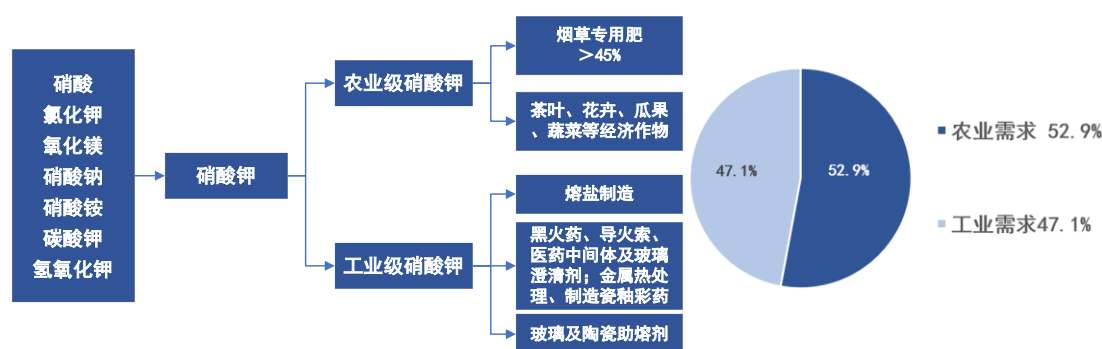 硝酸
氯化钾
氧化镁
硝酸钠
硝酸铵
碳酸钾
氢氧化钾
硝酸钾
农业级硝酸钾
工业级硝酸钾
烟草专用肥
＞45%
茶叶、花卉、瓜果
、蔬菜等经济作物
熔盐制造
黑火药、导火索、
医药中间体及玻璃
澄清剂；金属热处
理、制造瓷釉彩药
玻璃及陶瓷助熔剂
47.1%
52.9%
农业需求 52.9%
工业需求47.1%